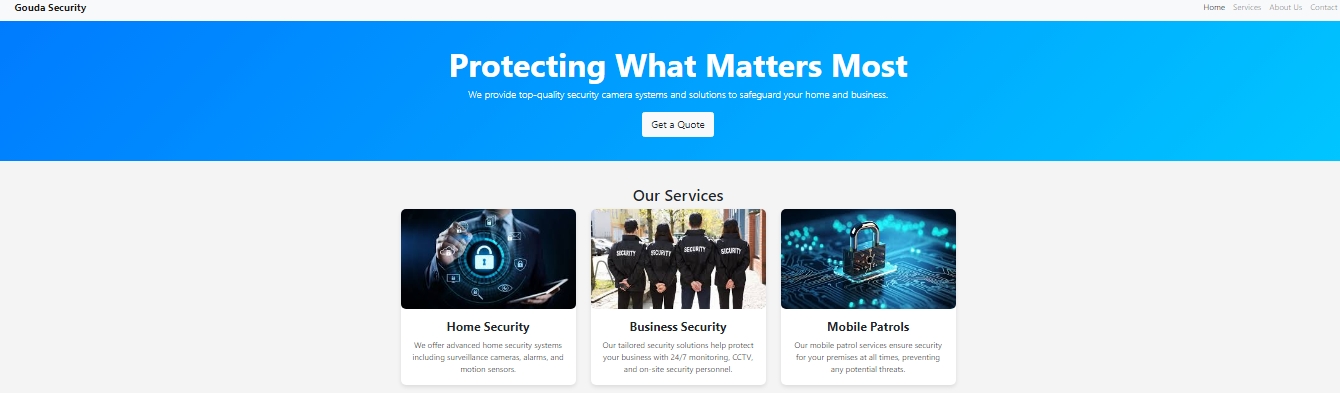 Gouda Security
Home Services About Us Contact
Protecting What Matters Most
We provide top-quality security camera systems and solutions to safeguard your home and business.
Get a Quote
Our Services
SECURITY SECURITY SECURITY SECURITY
Home Security
We offer advanced home security systems
including surveillance cameras, alarms, and
motion sensors.
Business Security
Our tailored security solutions help protect
your business with 24/7 monitoring, CCTV,
and on-site security personnel.
Mobile Patrols
Our mobile patrol services ensure security
for your premises at all times, preventing
any potential threats.